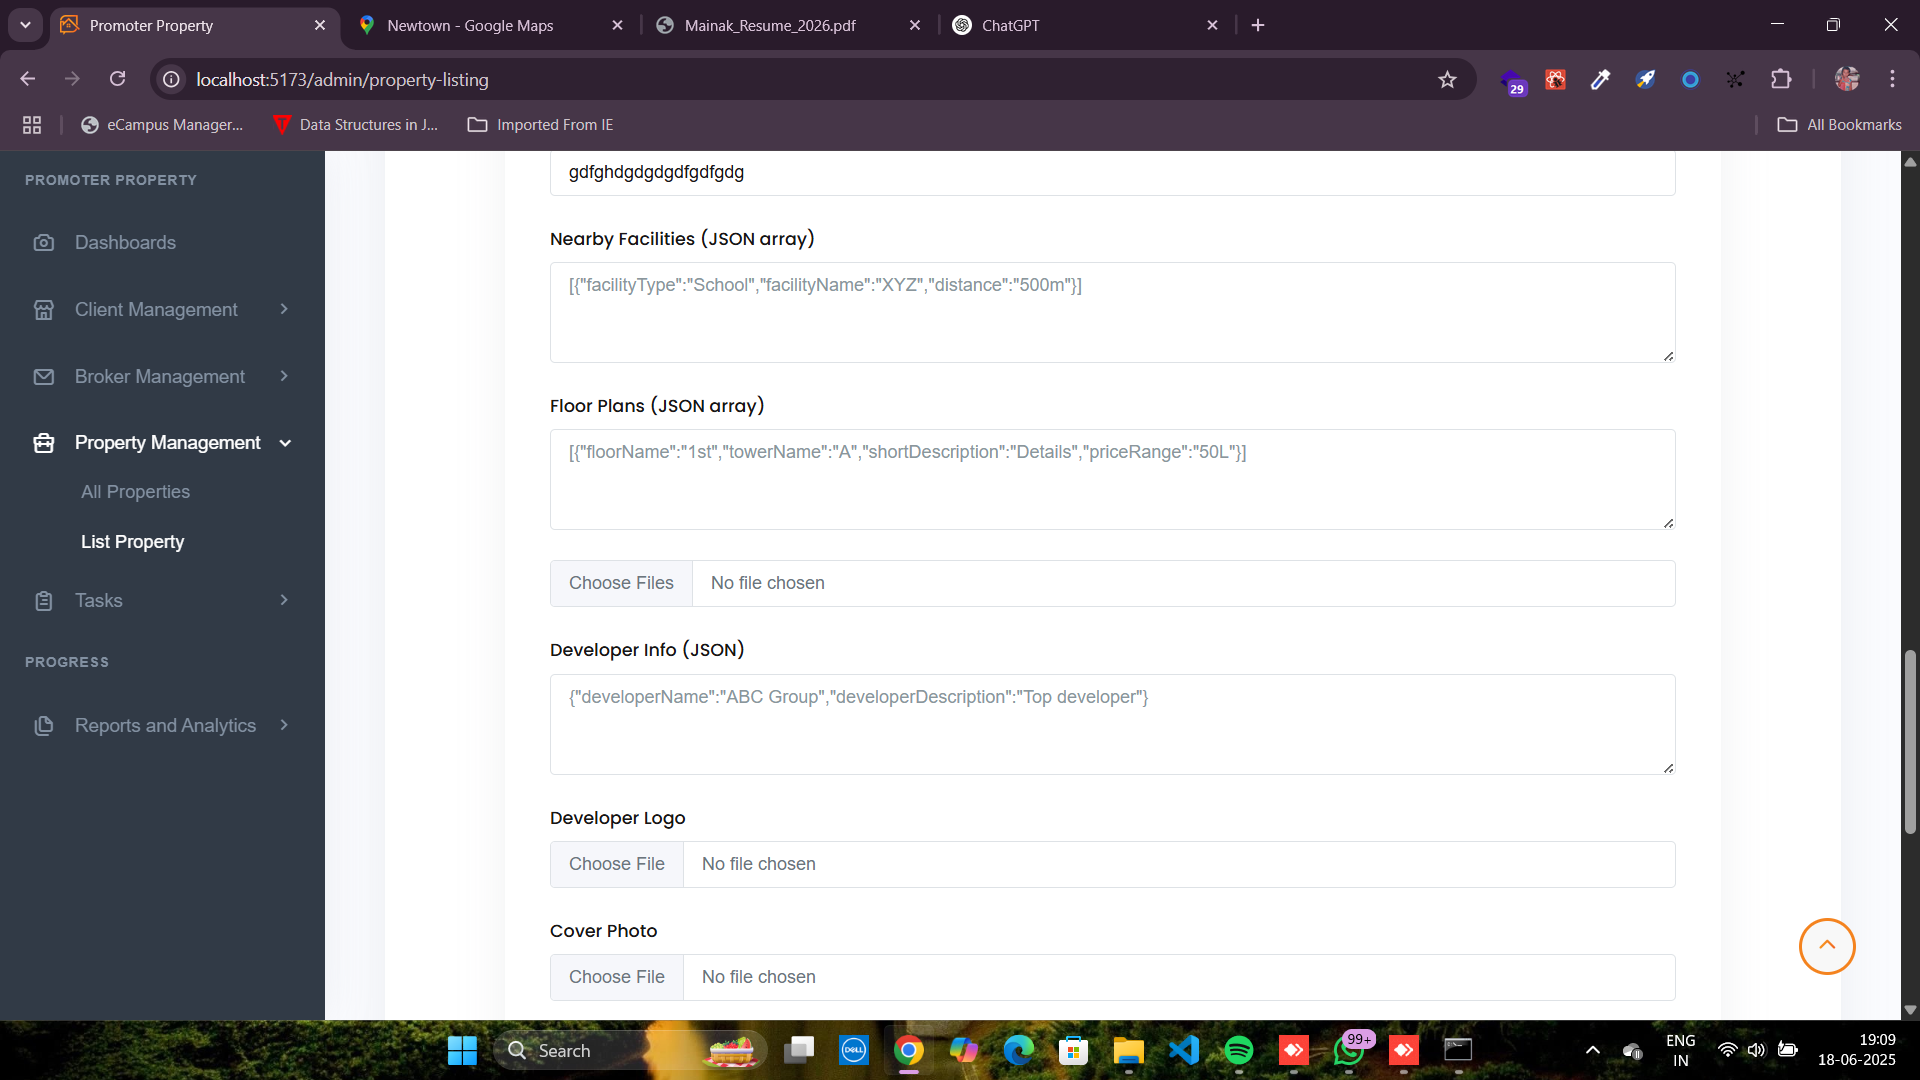 Promoter Property
Newtown - Google Maps
Mainak_Resume_2026.pdf
ChatGPT
localhost:5173/admin/property-listing
29
eCampus Manager...
Data Structures in J...
Imported From IE
All Bookmarks
PROMOTER PROPERTY
Dashboards
Client Management
Broker Management
Property Management
All Properties
List Property
Tasks
PROGRESS
Reports and Analytics
gdfghdgdgdgdfgdfgdg
Nearby Facilities (JSON array)
[{"facilityType":"School","facilityName":"XYZ","distance":"500m"}]
Floor Plans (JSON array)
[{"floorName":"1st","towerName":"A","shortDescription":"Details","priceRange":"50L"}]
Choose Files No file chosen
Developer Info (JSON)
{"developerName":"ABC Group","developerDescription":"Top developer"}
Developer Logo
Choose File No file chosen
Cover Photo
Choose File No file chosen
Search
DELL
99+
ENG
IN
19:09
18-06-2025